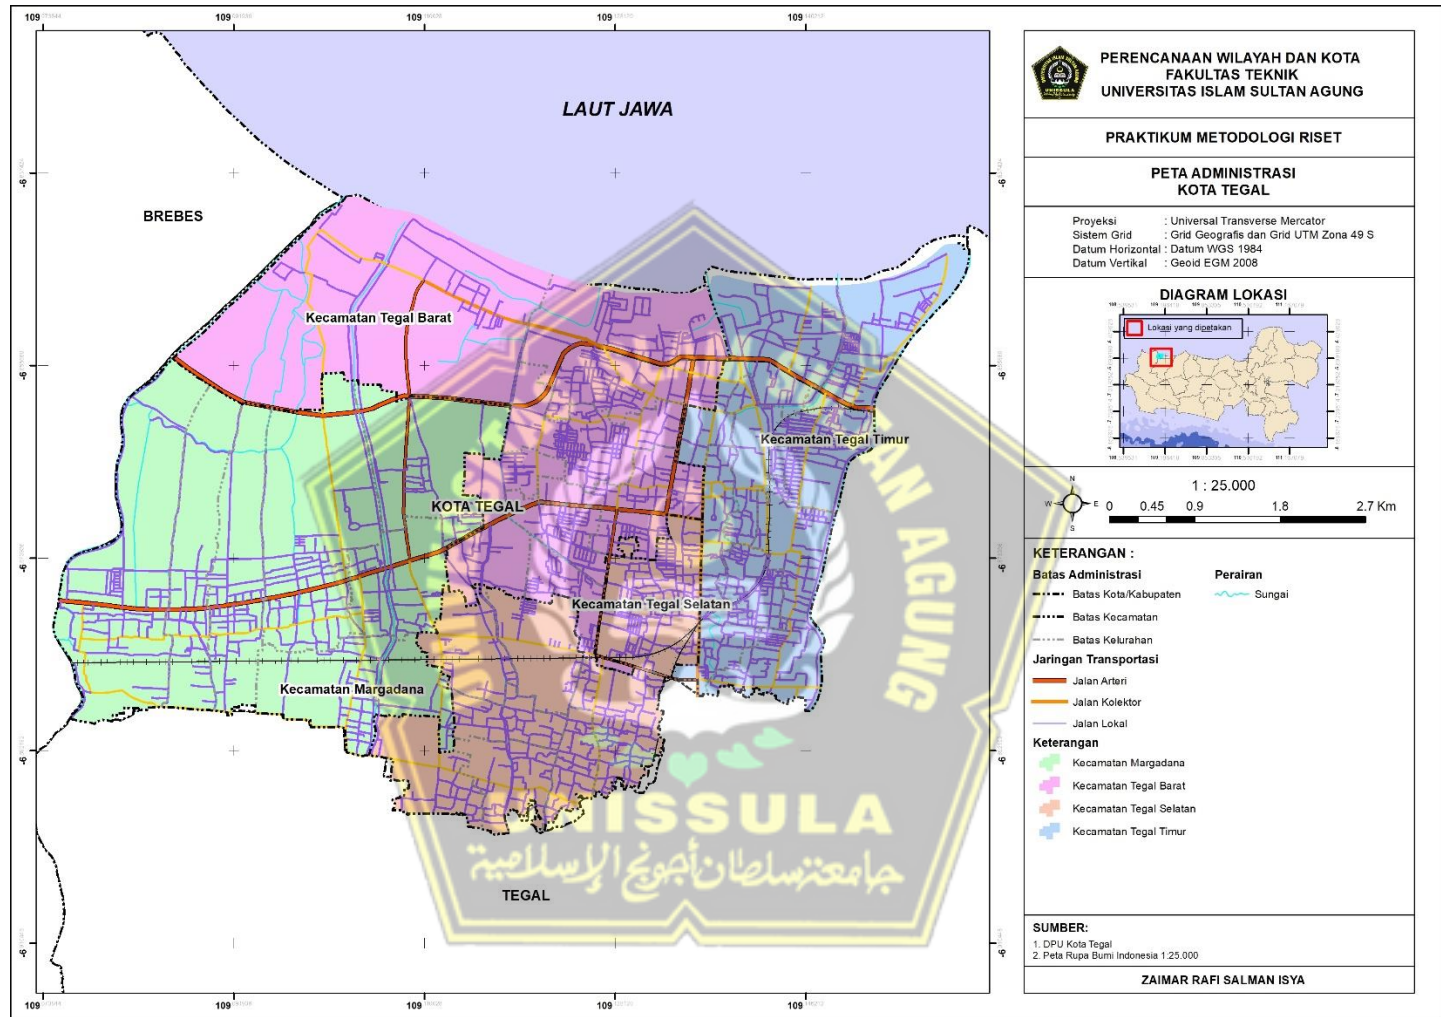 LAUT JAWA
BREBES
Kecamatan Tegal Barat
Kecamatan Tegal Timur
KOTA TEGAL
Kecamatan Tegal Selatan
Kecamatan Margadana
TEGAL
SULTAN AGUNG
UNISSULA
جامعة سلطان أجونج الإسلامية
PERENCANAAN WILAYAH DAN KOTA
FAKULTAS TEKNIK
UNIVERSITAS ISLAM SULTAN AGUNG
PRAKTIKUM METODOLOGI RISET
PETA ADMINISTRASI
KOTA TEGAL
Proyeksi : Universal Transverse Mercator
Sistem Grid : Grid Geografis dan Grid UTM Zona 49 S
Datum Horizontal : Datum WGS 1984
Datum Vertikal : Geoid EGM 2008
DIAGRAM LOKASI
Lokasi yang dipetakan
1 : 25.000
N
W E
S
0 0.45 0.9 1.8 2.7 Km
KETERANGAN :
Batas Administrasi Perairan
Batas Kota/Kabupaten Sungai
Batas Kecamatan
Batas Kelurahan
Jaringan Transportasi
Jalan Arteri
Jalan Kolektor
Jalan Lokal
Keterangan
Kecamatan Margadana
Kecamatan Tegal Barat
Kecamatan Tegal Selatan
Kecamatan Tegal Timur
SUMBER:
1. DPU Kota Tegal
2. Peta Rupa Bumi Indonesia 1:25.000
ZAIMAR RAFI SALMAN ISYA